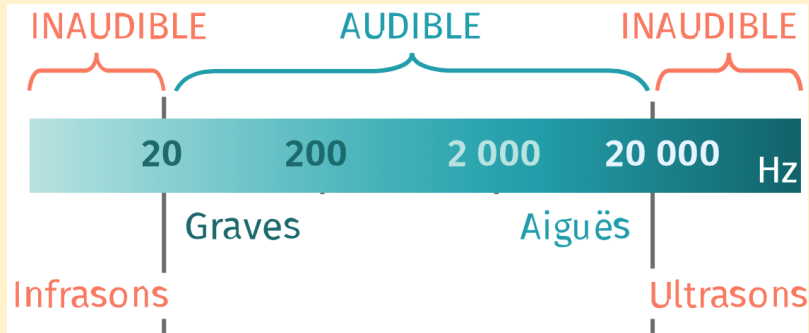 INAUDIBLE AUDIBLE INAUDIBLE
20 200 2 000 20 000 Hz
Graves Aiguës
Infrasons Ultrasons